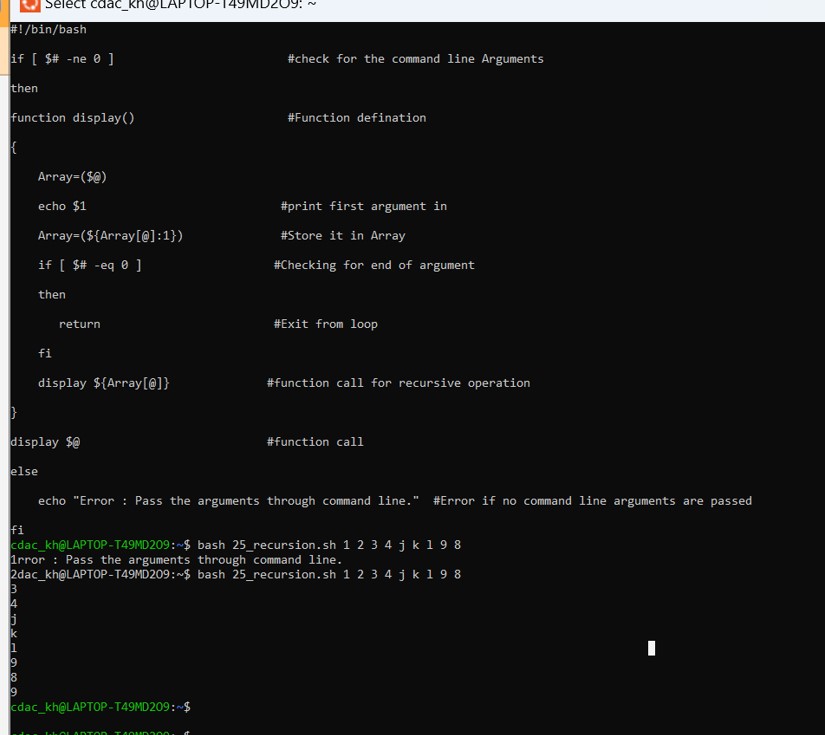 Select cdac_kh@LAPTOP-T49MD2O9: ~
#!/bin/bash
if [ $# -ne 0 ] #check for the command line Arguments
then
function display() #Function defination
{
Array=($@)
echo $1 #print first argument in
Array=(${Array[@]:1}) #Store it in Array
if [ $# -eq 0 ] #Checking for end of argument
then
return #Exit from loop
fi
display ${Array[@]} #function call for recursive operation
}
display $@ #function call
else
echo "Error : Pass the arguments through command line." #Error if no command line arguments are passed
fi
cdac_kh@LAPTOP-T49MD2O9:~$ bash 25_recursion.sh 1 2 3 4 j k l 9 8
1rror : Pass the arguments through command line.
2dac_kh@LAPTOP-T49MD2O9:~$ bash 25_recursion.sh 1 2 3 4 j k l 9 8
3
4
j
k
l
9
8
9
cdac_kh@LAPTOP-T49MD2O9:~$
cdac_kh@LAPTOP-T49MD2O9:~$